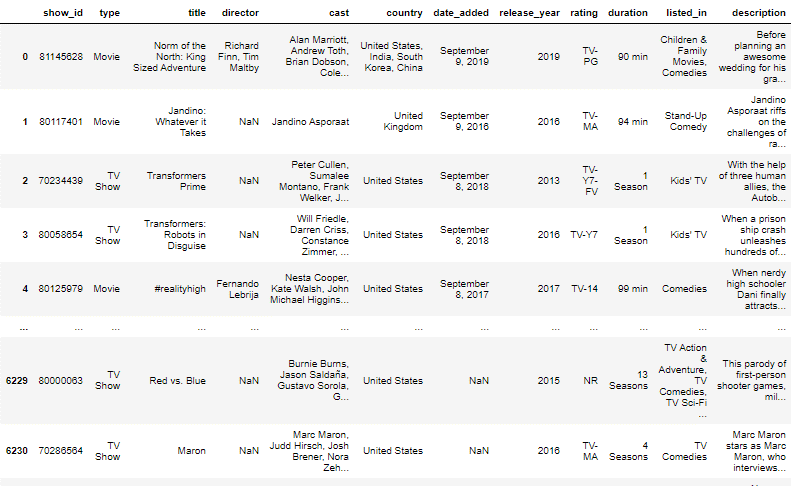 show_id type title director cast country date_added release_year rating duration listed_in description
0
81145628
Movie
Norm of the
North: King
Sized Adventure
Richard
Finn, Tim
Maltby
Alan Marriott,
Andrew Toth,
Brian Dobson,
Cole...
United States,
India, South
Korea, China
September
9, 2019
2019
TV-
PG
90 min
Children &
Family
Movies,
Comedies
Before
planning an
awesome
wedding for his
gra...
1
80117401
Movie
Jandino:
Whatever it
Takes
NaN
Jandino Asporaat
United
Kingdom
September
9, 2016
2016
TV-
MA
94 min
Stand-Up
Comedy
Jandino
Asporaat riffs
on the
challenges of
ra...
2
70234439
TV
Show
Transformers
Prime
NaN
Peter Cullen,
Sumalee
Montano, Frank
Welker, J...
United States
September
8, 2018
2013
TV-
Y7-
FV
1
Season
Kids' TV
With the help
of three human
allies, the
Autob...
3
80058654
TV
Show
Transformers:
Robots in
Disguise
NaN
Will Friedle,
Darren Criss,
Constance
Zimmer, ...
United States
September
8, 2018
2016
TV-Y7
1
Season
Kids' TV
When a prison
ship crash
unleashes
hundreds of...
4
80125979
Movie
#realityhigh
Fernando
Lebrija
Nesta Cooper,
Kate Walsh, John
Michael Higgins...
United States
September
8, 2017
2017
TV-14
99 min
Comedies
When nerdy
high schooler
Dani finally
attracts...
... ... ... ... ... ... ... ... ... ... ... ... ...
6229
80000063
TV
Show
Red vs. Blue
NaN
Burnie Burns,
Jason Saldaña,
Gustavo Sorola,
G...
United States
NaN
2015
NR
13
Seasons
TV Action
&
Adventure,
TV
Comedies,
TV Sci-Fi
...
This parody of
first-person
shooter games,
mil...
6230
70286564
TV
Show
Maron
NaN
Marc Maron,
Judd Hirsch, Josh
Brener, Nora
Zeh...
United States
NaN
2016
TV-
MA
4
Seasons
TV
Comedies
Marc Maron
stars as Marc
Maron, who
interviews...